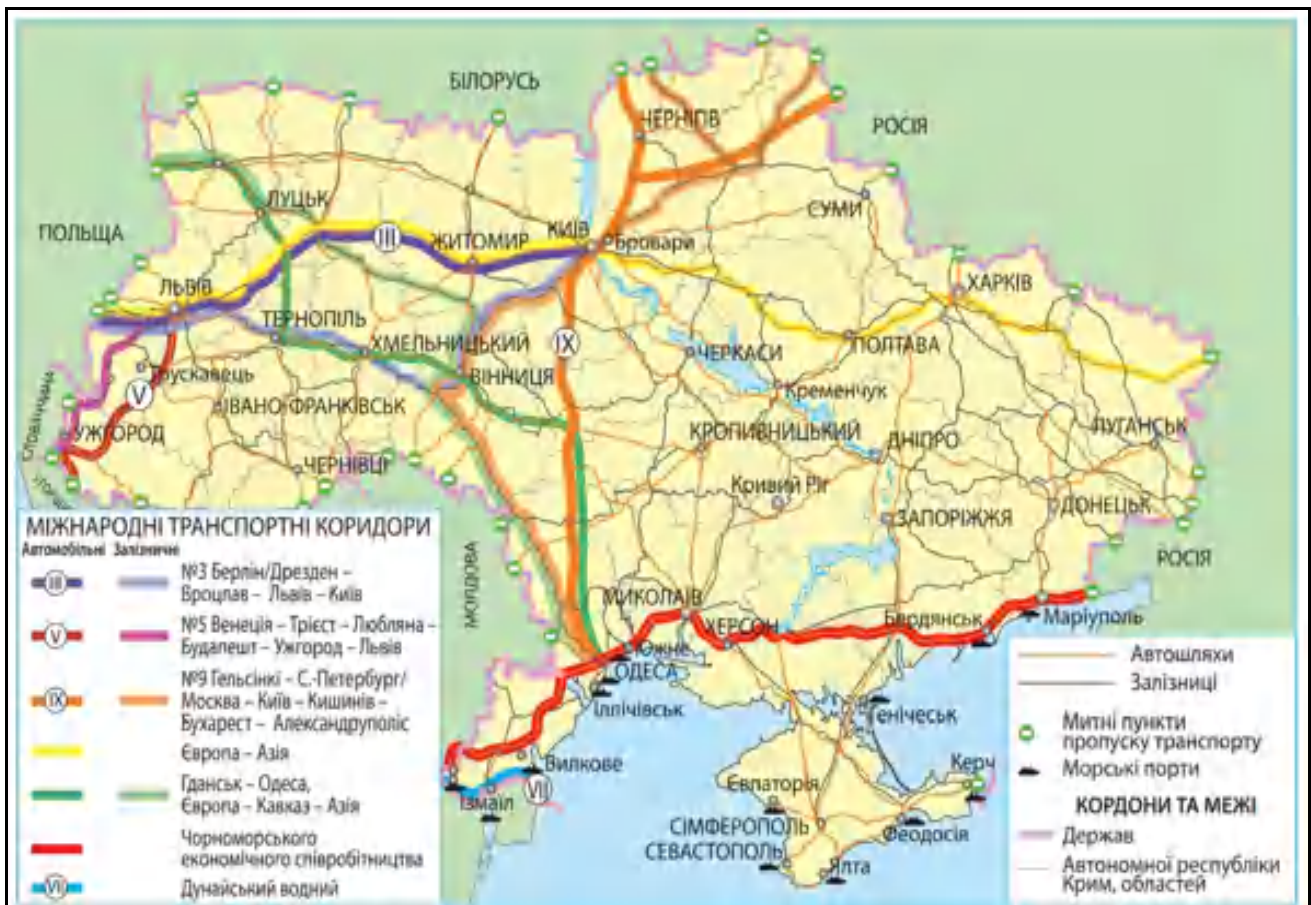 БІЛОРУСЬ
РОСІЯ
ЧЕРНІГІВ
СУМИ
ЛУЦЬК
ПОЛЬЩА
КИЇВ
Бровари
III
ЖИТОМИР
ЛЬВІВ
ХАРКІВ
ТЕРНОПІЛЬ
ХМЕЛЬНИЦЬКИЙ
IX
ЧЕРКАСИ
ПОЛТАВА
ВІННИЦЯ
Трускавець
V
Кременчук
ІВАНО-ФРАНКІВСЬК
УЖГОРОД
КРОПИВНИЦЬКИЙ
ДНІПРО
ЛУГАНСЬК
ЧЕРНІВЦІ
Кривий Ріг
ЗАПОРІЖЖЯ
ДОНЕЦЬК
РОСІЯ
МОЛДОВА
МИКОЛАЇВ
ХЕРСОН
Бердянськ
Маріуполь
Южне
ОДЕСА
Іллічівськ
Генічеськ
Вилкове
VII
Ізмаїл
Керч
Євпаторія
СІМФЕРОПОЛЬ
Феодосія
СЕВАСТОПОЛЬ
Ялта
МІЖНАРОДНІ ТРАНСПОРТНІ КОРИДОРИ
Автомобільні Залізничні
III №3 Берлін/Дрезден –
Вроцлав – Львів – Київ
V №5 Венеція – Трієст – Любляна –
Будапешт – Ужгород – Львів
IX №9 Гельсінкі – С.-Петербург/
Москва – Київ – Кишинів –
Бухарест – Александруполіс
Європа – Азія
Гданськ – Одеса,
Європа – Кавказ – Азія
Чорноморського
економічного співробітництва
VII Дунайський водний
Автошляхи
Залізниці
Митні пункти
пропуску транспорту
Морські порти
КОРДОНИ ТА МЕЖІ
Держав
Автономної республіки
Крим, областей